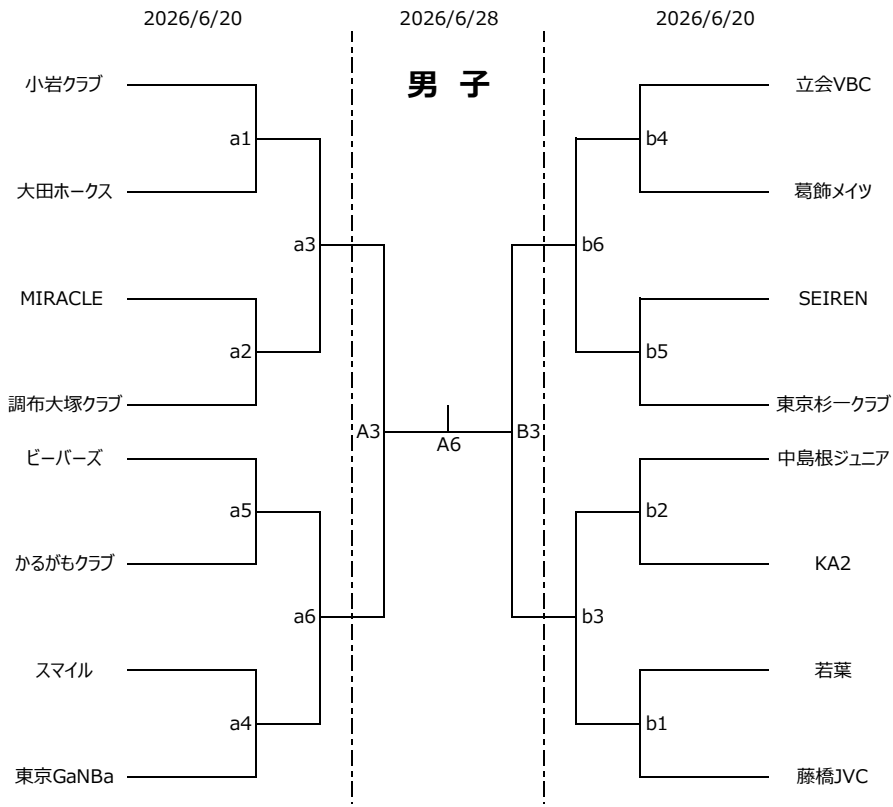 2026/6/20
2026/6/28
2026/6/20
男 子
小岩クラブ
立会VBC
a1
b4
大田ホークス
葛飾メイツ
a3
b6
MIRACLE
SEIREN
a2
b5
調布大塚クラブ
東京杉一クラブ
A3
A6
B3
ビーバーズ
中島根ジュニア
a5
b2
かるがもクラブ
KA2
a6
b3
スマイル
若葉
a4
b1
東京GaNBa
藤橋JVC